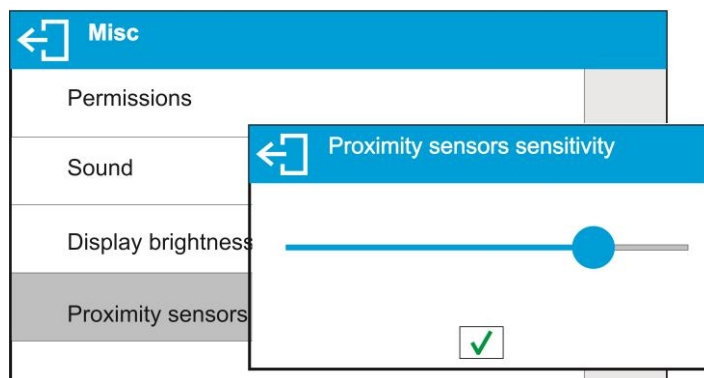 Misc
Permissions
Sound
Display brightness
Proximity sensors
Proximity sensors sensitivity